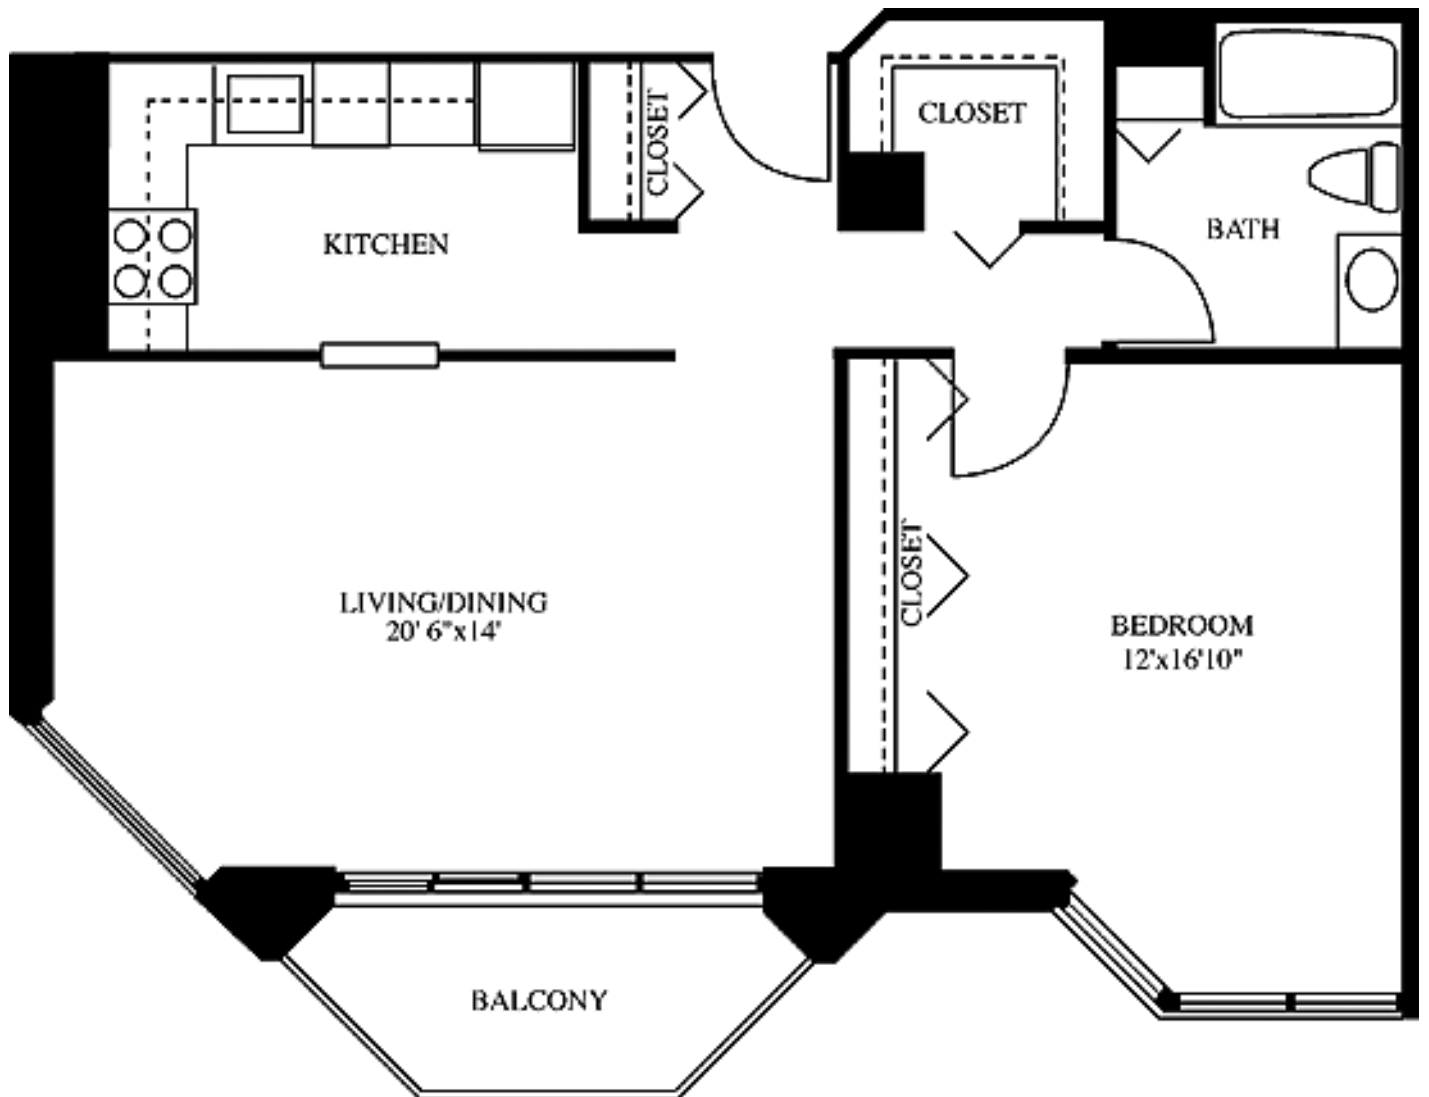 CLOSET
CLOSET
KITCHEN
BATH
LIVING/DINING
20' 6"x14'
CLOSET
BEDROOM
12'x16'10"
BALCONY